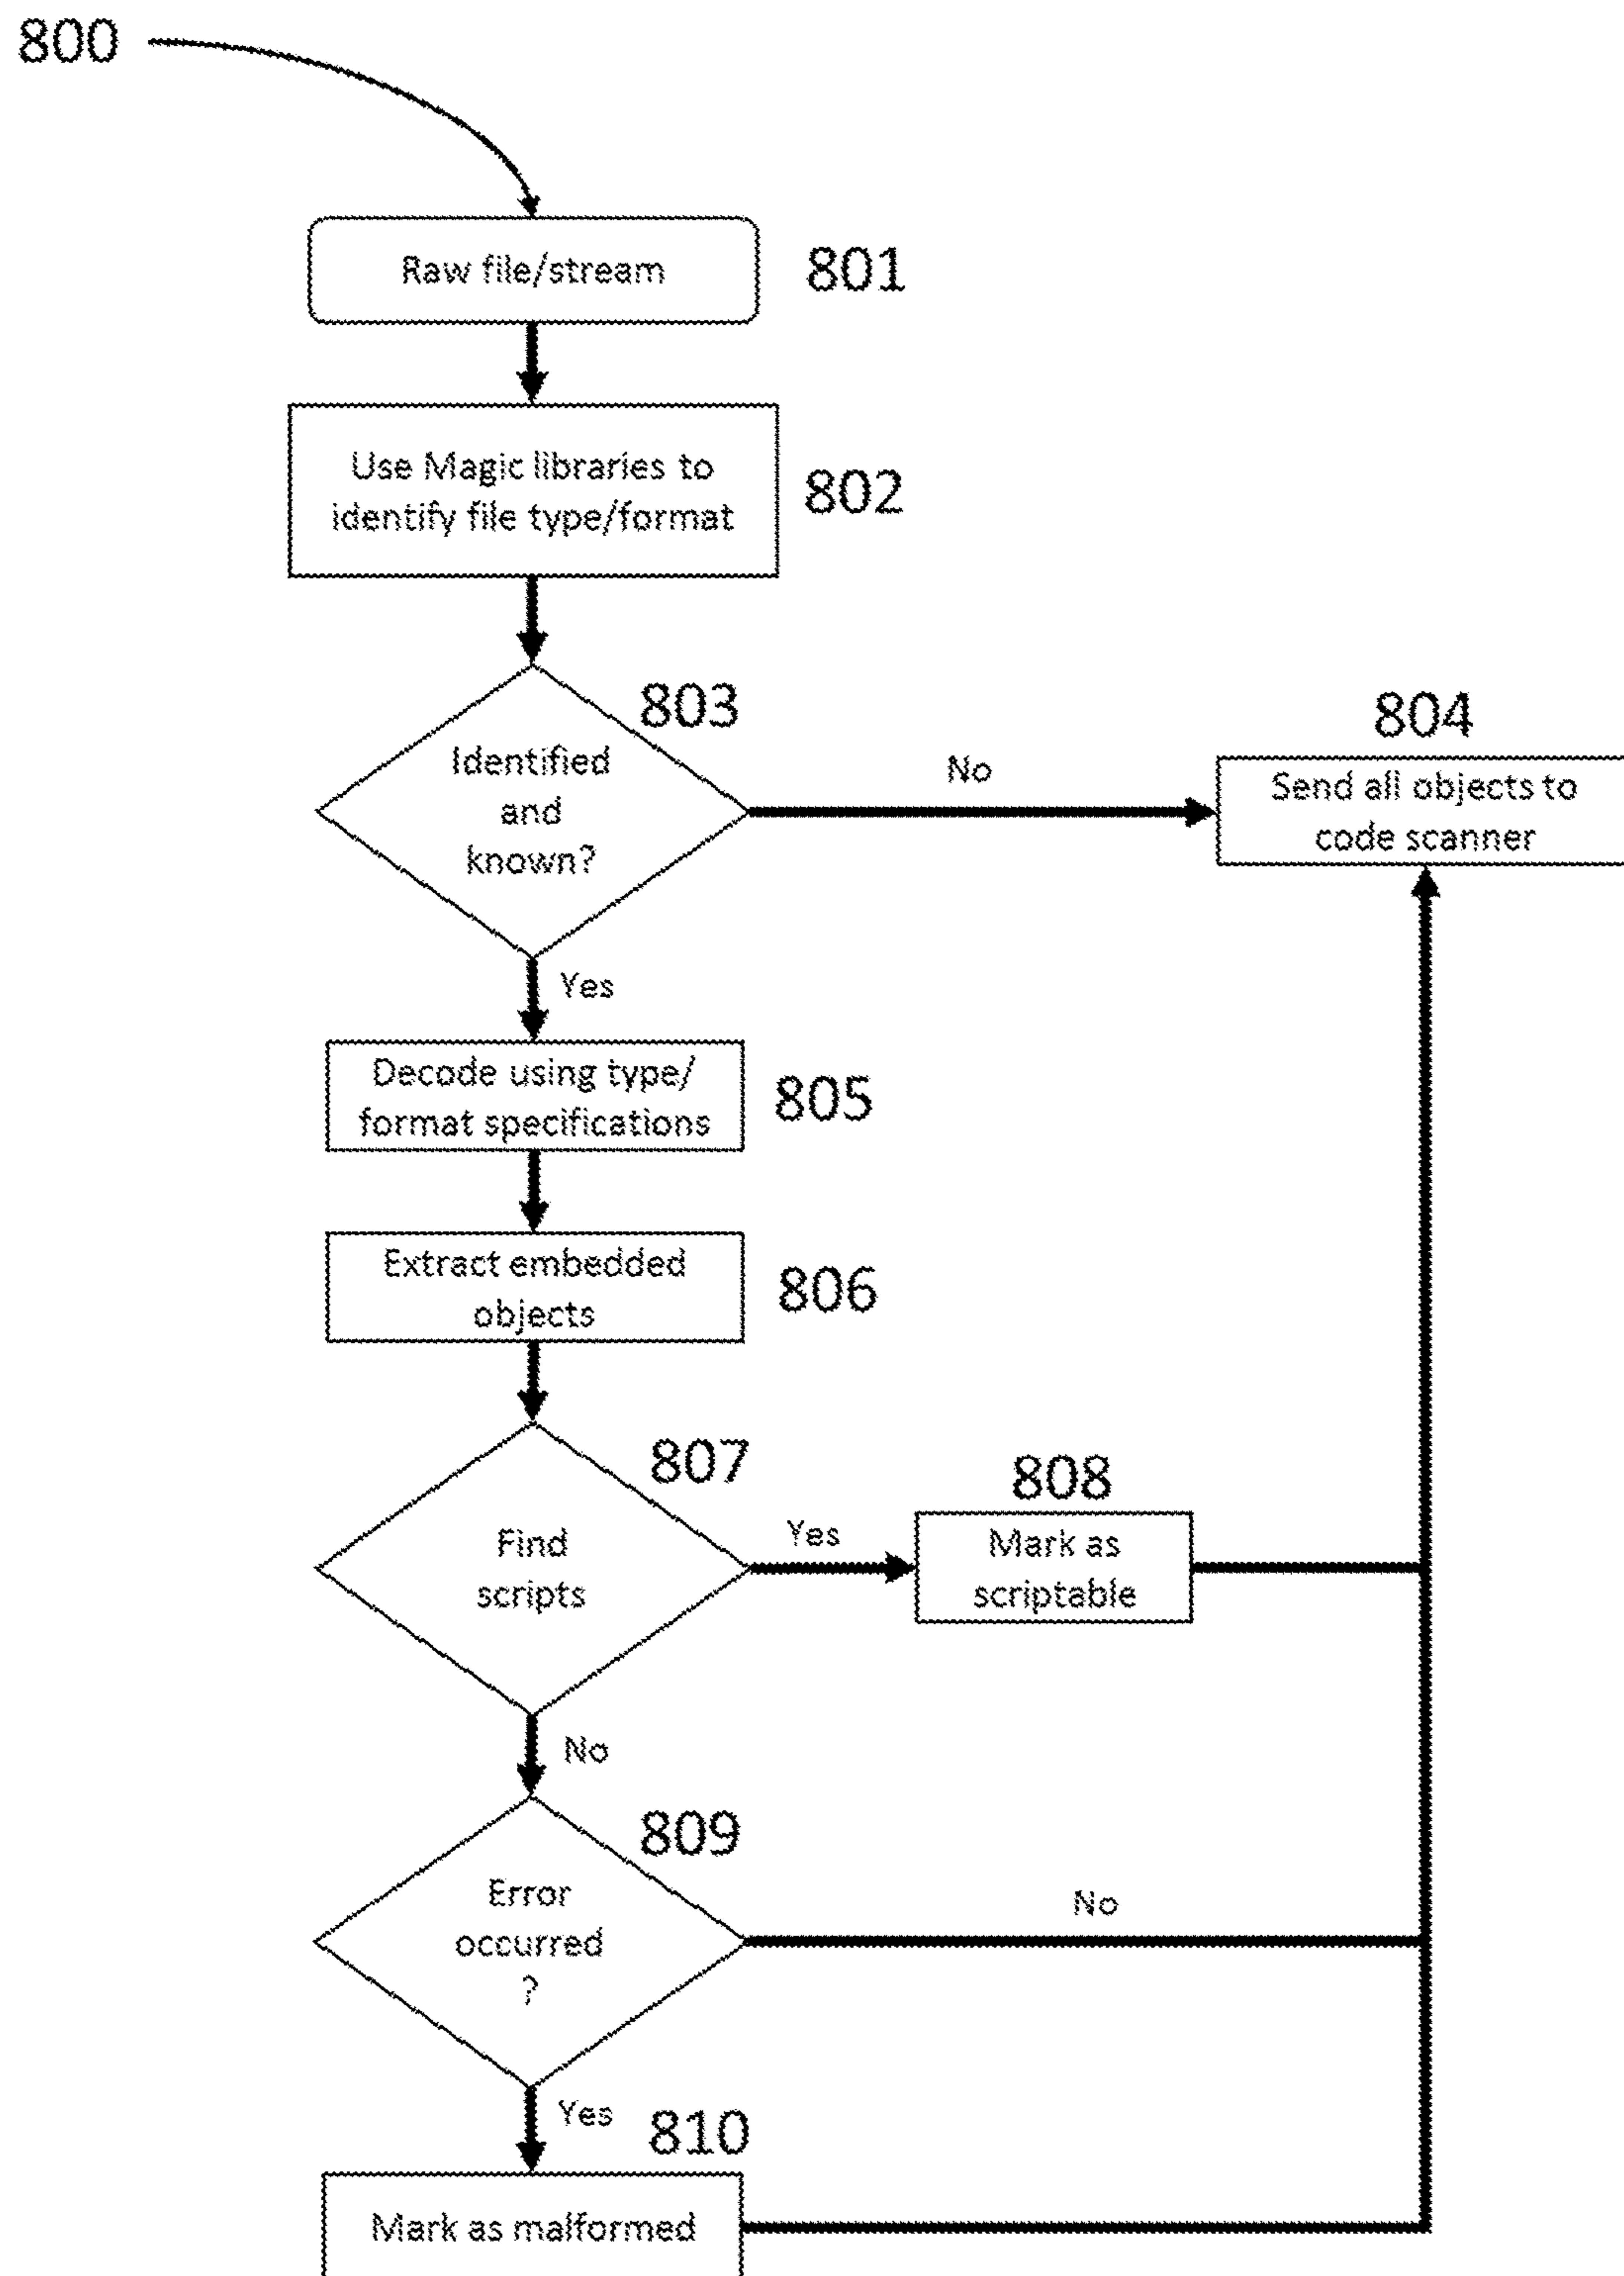 800
Raw file/stream
801
Use Magic libraries to
identify file type/format
802
803
Identified
and
known?
No
804
Send all objects to
code scanner
Yes
Decode using type/
format specifications
805
Extract embedded
objects
806
807
Find
scripts
Yes
808
Mark as
scriptable
No
809
Error
occurred
?
No
Yes
810
Mark as malformed